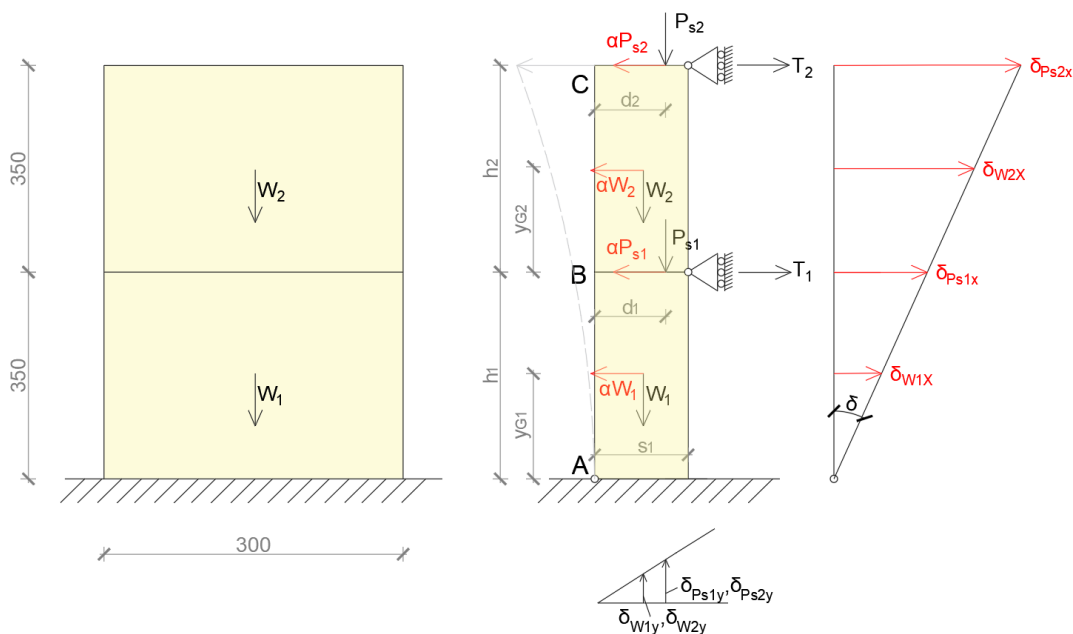 350
350
W₂
W₁
300
Pₛ₂
αPₛ₂
T₂
C
d₂
h₂
yG2
αW₂
W₂
Pₛ₁
αPₛ₁
T₁
B
d₁
h₁
yG1
αW₁
W₁
s₁
A
δPs2x
δW2X
δPs1x
δW1X
δ
δPs1y,δPs2y
δW1y,δW2y